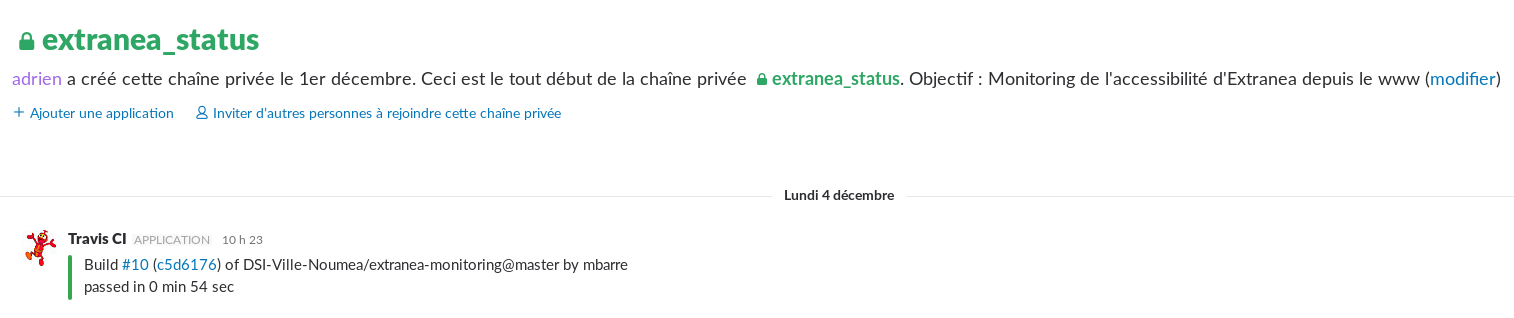 extranea_status
adrien a créé cette chaîne privée le 1er décembre. Ceci est le tout début de la chaîne privée extranea_status. Objectif : Monitoring de l'accessibilité d'Extranea depuis le www (modifier)
+ Ajouter une application Inviter d'autres personnes à rejoindre cette chaîne privée
Lundi 4 décembre
Travis CI APPLICATION 10 h 23
Build #10 (c5d6176) of DSI-Ville-Noumea/extranea-monitoring@master by mbarre
passed in 0 min 54 sec